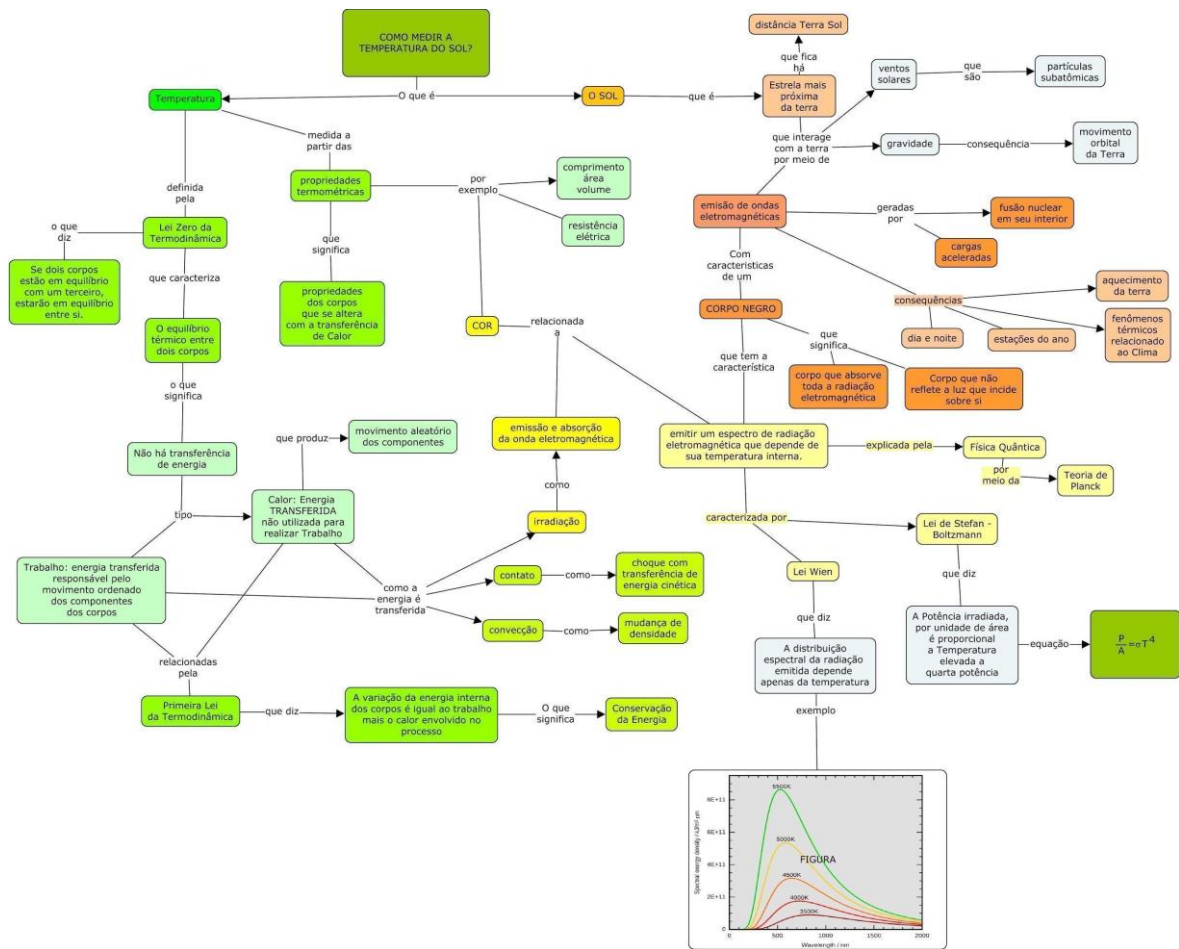 COMO MEDIR A
TEMPERATURA DO SOL?
O que é
Temperatura
O SOL
que é
distância Terra Sol
que fica
há
Estrela mais
próxima
da terra
ventos
solares
que
são
partículas
subatômicas
que interage
com a terra
por meio de
gravidade
consequência
movimento
orbital
da Terra
medida a
partir das
propriedades
termométricas
por
exemplo
comprimento
área
volume
resistência
elétrica
definida
pela
o que
diz
Lei Zero da
Termodinâmica
Se dois corpos
estão em equilíbrio
com um terceiro,
estarão em equilíbrio
entre si.
que caracteriza
que
significa
propriedades
dos corpos
que se altera
com a transferência
de Calor
O equilíbrio
térmico entre
dois corpos
o que
significa
Não há transferência
de energia
tipo
COR
relacionada
a
emissão de ondas
eletromagnéticas
geradas
por
fusão nuclear
em seu interior
cargas
aceleradas
Com
caracteristicas
de um
consequências
aquecimento
da terra
dia e noite
estações do ano
fenômenos
térmicos
relacionado
ao Clima
CORPO NEGRO
que
significa
corpo que absorve
toda a radiação
eletromagnética
Corpo que não
reflete a luz que incide
sobre si
que tem a
característica
emitir um espectro de radiação
eletromagnética que depende de
sua temperatura interna.
explicada pela
Física Quântica
por
meio da
Teoria de
Planck
emissão e absorção
da onda eletromagnética
como
irradiação
que produz
movimento aleatório
dos componentes
Calor: Energia
TRANSFERIDA
não utilizada para
realizar Trabalho
Trabalho: energia transferida
responsável pelo
movimento ordenado
dos componentes
dos corpos
como a
energia é
transferida
contato
como
choque com
transferência de
energia cinética
convecção
como
mudança de
densidade
relacionadas
pela
Primeira Lei
da Termodinâmica
que diz
A variação da energia interna
dos corpos é igual ao trabalho
mais o calor envolvido no
processo
O que
significa
Conservação
da Energia
caracterizada por
Lei de Stefan -
Boltzmann
que diz
A Potência irradiada,
por unidade de área
é proporcional
a Temperatura
elevada a
quarta potência
equação
P/A=σT⁴
Lei Wien
que diz
A distribuição
espectral da radiação
emitida depende
apenas da temperatura
exemplo
8E+11
6E+11
4E+11
2E+11
0
5500K
5000K
FIGURA
4500K
4000K
3500K
0
500
1000
1500
2000
Wavelength / nm